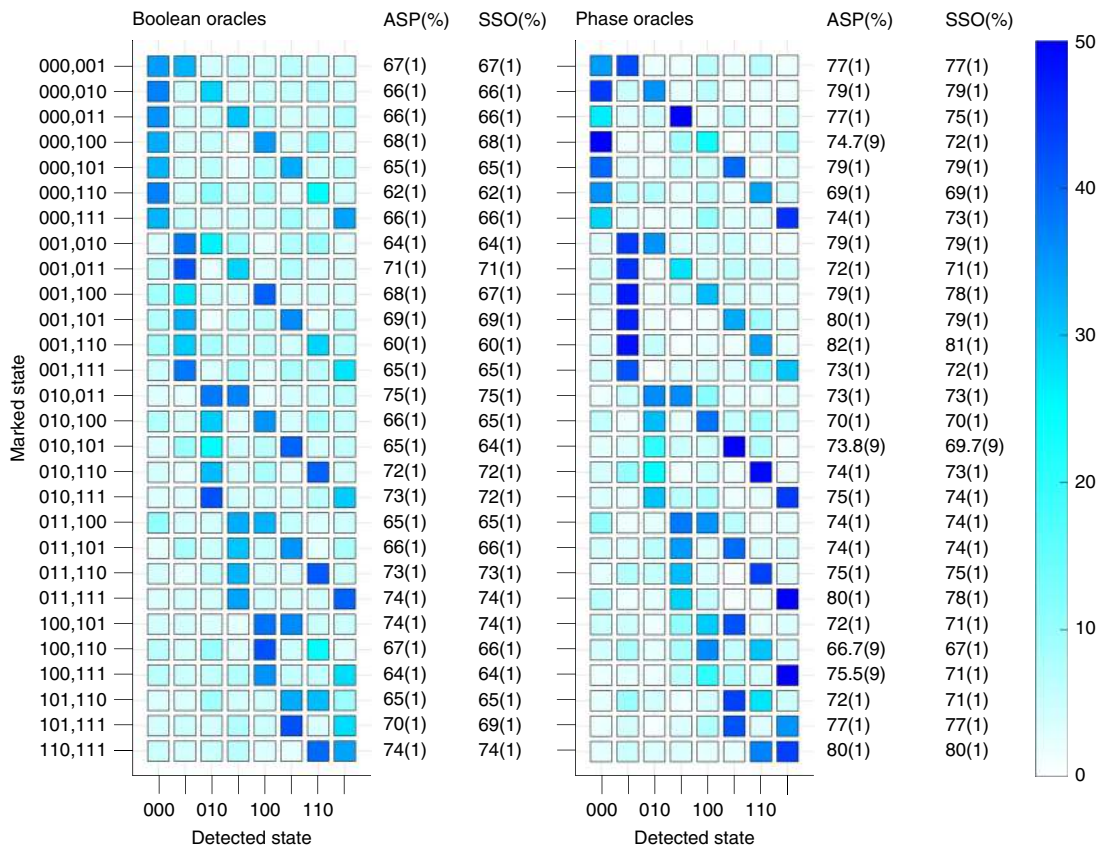 Boolean oracles ASP(%) SSO(%) Phase oracles ASP(%) SSO(%)
000,001 67(1) 67(1) 77(1) 77(1)
000,010 66(1) 66(1) 79(1) 79(1)
000,011 66(1) 66(1) 77(1) 75(1)
000,100 68(1) 68(1) 74.7(9) 72(1)
000,101 65(1) 65(1) 79(1) 79(1)
000,110 62(1) 62(1) 69(1) 69(1)
000,111 66(1) 66(1) 74(1) 73(1)
001,010 64(1) 64(1) 79(1) 79(1)
001,011 71(1) 71(1) 72(1) 71(1)
001,100 68(1) 67(1) 79(1) 78(1)
001,101 69(1) 69(1) 80(1) 79(1)
001,110 60(1) 60(1) 82(1) 81(1)
001,111 65(1) 65(1) 73(1) 72(1)
010,011 75(1) 75(1) 73(1) 73(1)
010,100 66(1) 65(1) 70(1) 70(1)
010,101 65(1) 64(1) 73.8(9) 69.7(9)
010,110 72(1) 72(1) 74(1) 73(1)
010,111 73(1) 72(1) 75(1) 74(1)
011,100 65(1) 65(1) 74(1) 74(1)
011,101 66(1) 66(1) 74(1) 74(1)
011,110 73(1) 73(1) 75(1) 75(1)
011,111 74(1) 74(1) 80(1) 78(1)
100,101 74(1) 74(1) 72(1) 71(1)
100,110 67(1) 66(1) 66.7(9) 67(1)
100,111 64(1) 64(1) 75.5(9) 71(1)
101,110 65(1) 65(1) 72(1) 71(1)
101,111 70(1) 69(1) 77(1) 77(1)
110,111 74(1) 74(1) 80(1) 80(1)
Marked state
000 010 100 110 000 010 100 110
Detected state Detected state
50
40
30
20
10
0